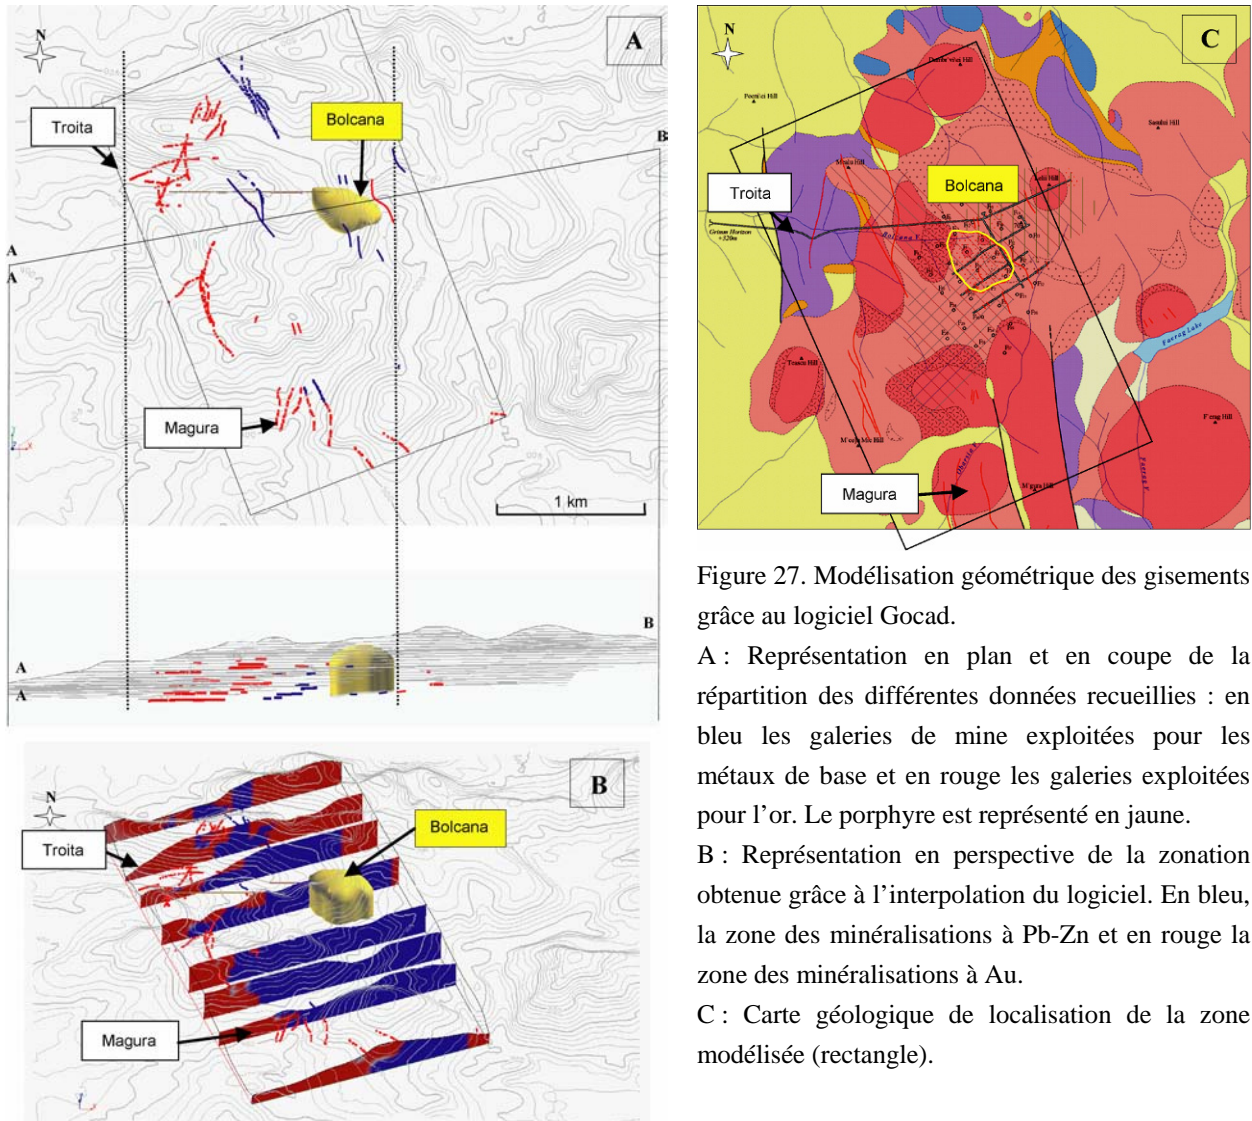 N
A
Troita
Bolcana
B
A
A
Magura
1 km
B
A
A
N
B
Bolcana
Troita
Magura
N
C
Bolcana
Troita
Magura
Figure 27. Modélisation géométrique des gisements
grâce au logiciel Gocad.
A : Représentation en plan et en coupe de la
répartition des différentes données recueillies : en
bleu les galeries de mine exploitées pour les
métaux de base et en rouge les galeries exploitées
pour l’or. Le porphyre est représenté en jaune.
B : Représentation en perspective de la zonation
obtenue grâce à l’interpolation du logiciel. En bleu,
la zone des minéralisations à Pb-Zn et en rouge la
zone des minéralisations à Au.
C : Carte géologique de localisation de la zone
modélisée (rectangle).